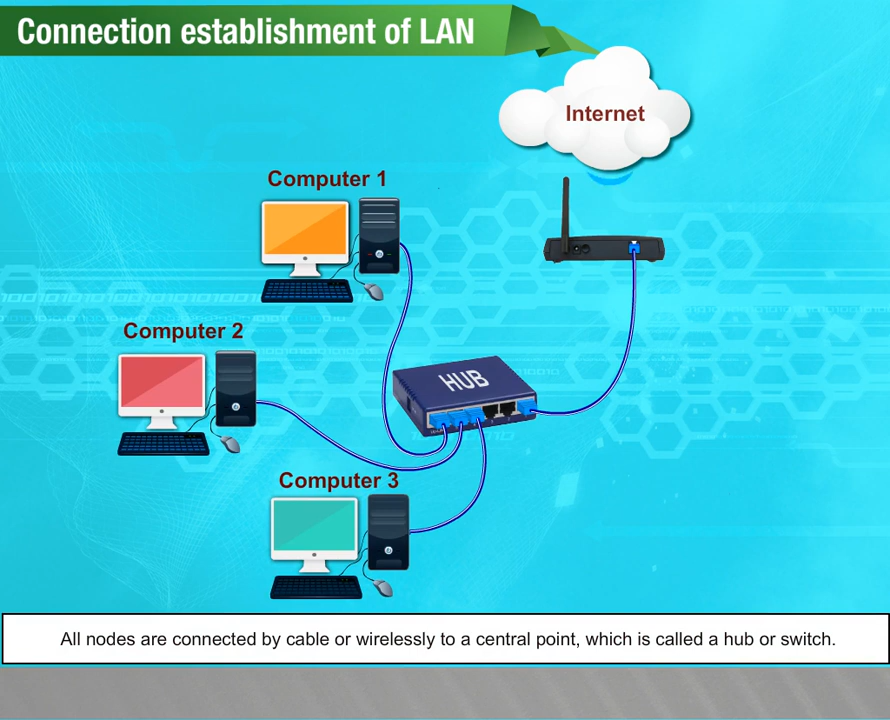 Connection establishment of LAN
Internet
Computer 1
Computer 2
HUB
Computer 3
All nodes are connected by cable or wirelessly to a central point, which is called a hub or switch.